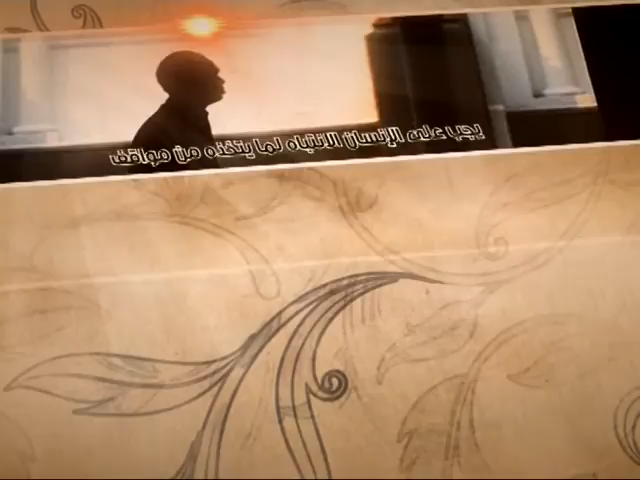 يجب على الإنسان الانتباه لما يتخذه من مواقف